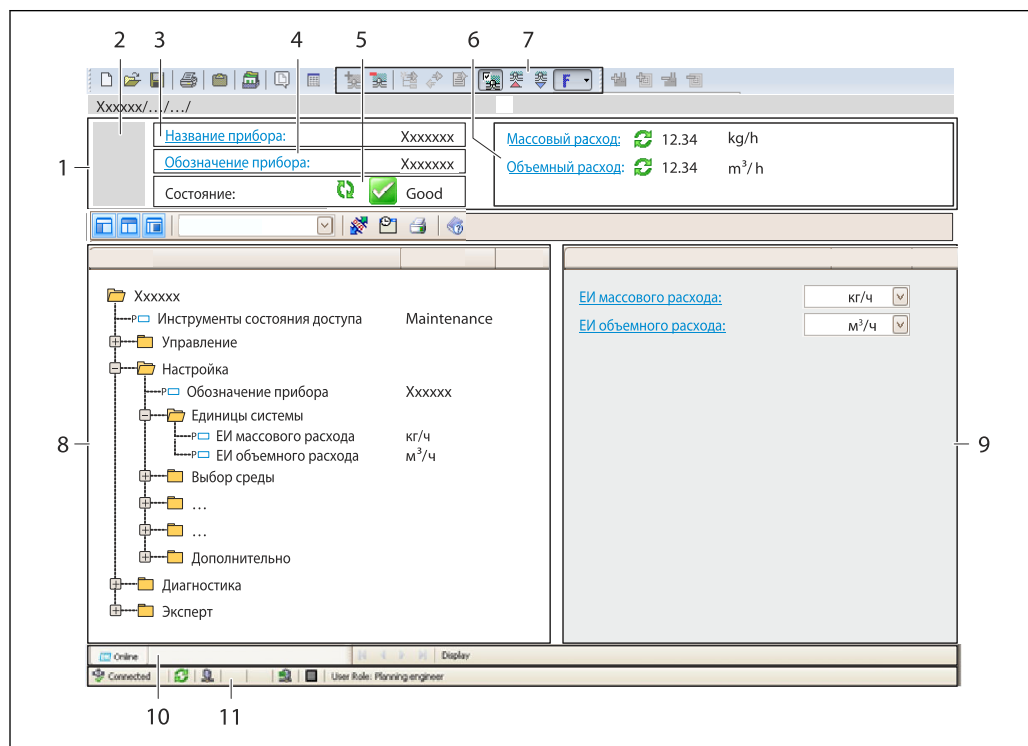 2 3 4 5 6 7
F
Xxxxxx/.../.../
1
Название прибора: Xxxxxxx
Обозначение прибора: Xxxxxxx
Состояние: Good
Массовый расход: 12.34 kg/h
Объемный расход: 12.34 m³/h
8
Xxxxxx
P Инструменты состояния доступа Maintenance
Управление
Настройка
P Обозначение прибора Xxxxxx
Единицы системы
P ЕИ массового расхода кг/ч
P ЕИ объемного расхода м³/ч
Выбор среды
...
...
Дополнительно
Диагностика
Эксперт
ЕИ массового расхода: кг/ч
ЕИ объемного расхода: м³/ч
9
Online Display
Connected User Role: Planning engineer
10 11